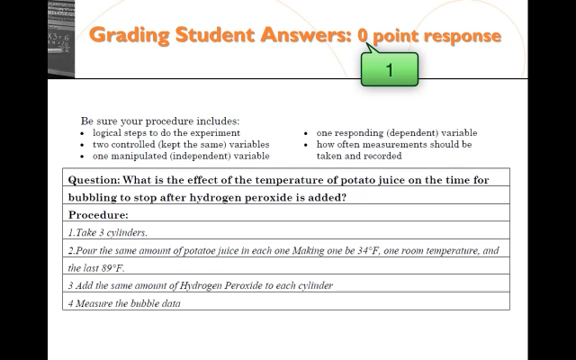 Grading Student Answers: 0 point response
1
Be sure your procedure includes:
• logical steps to do the experiment
• two controlled (kept the same) variables
• one manipulated (independent) variable
• one responding (dependent) variable
• how often measurements should be
taken and recorded
Question: What is the effect of the temperature of potato juice on the time for
bubbling to stop after hydrogen peroxide is added?
Procedure:
1.Take 3 cylinders.
2.Pour the same amount of potatoe juice in each one Making one be 34°F, one room temperature, and
the last 89°F.
3 Add the same amount of Hydrogen Peroxide to each cylinder
4 Measure the bubble data